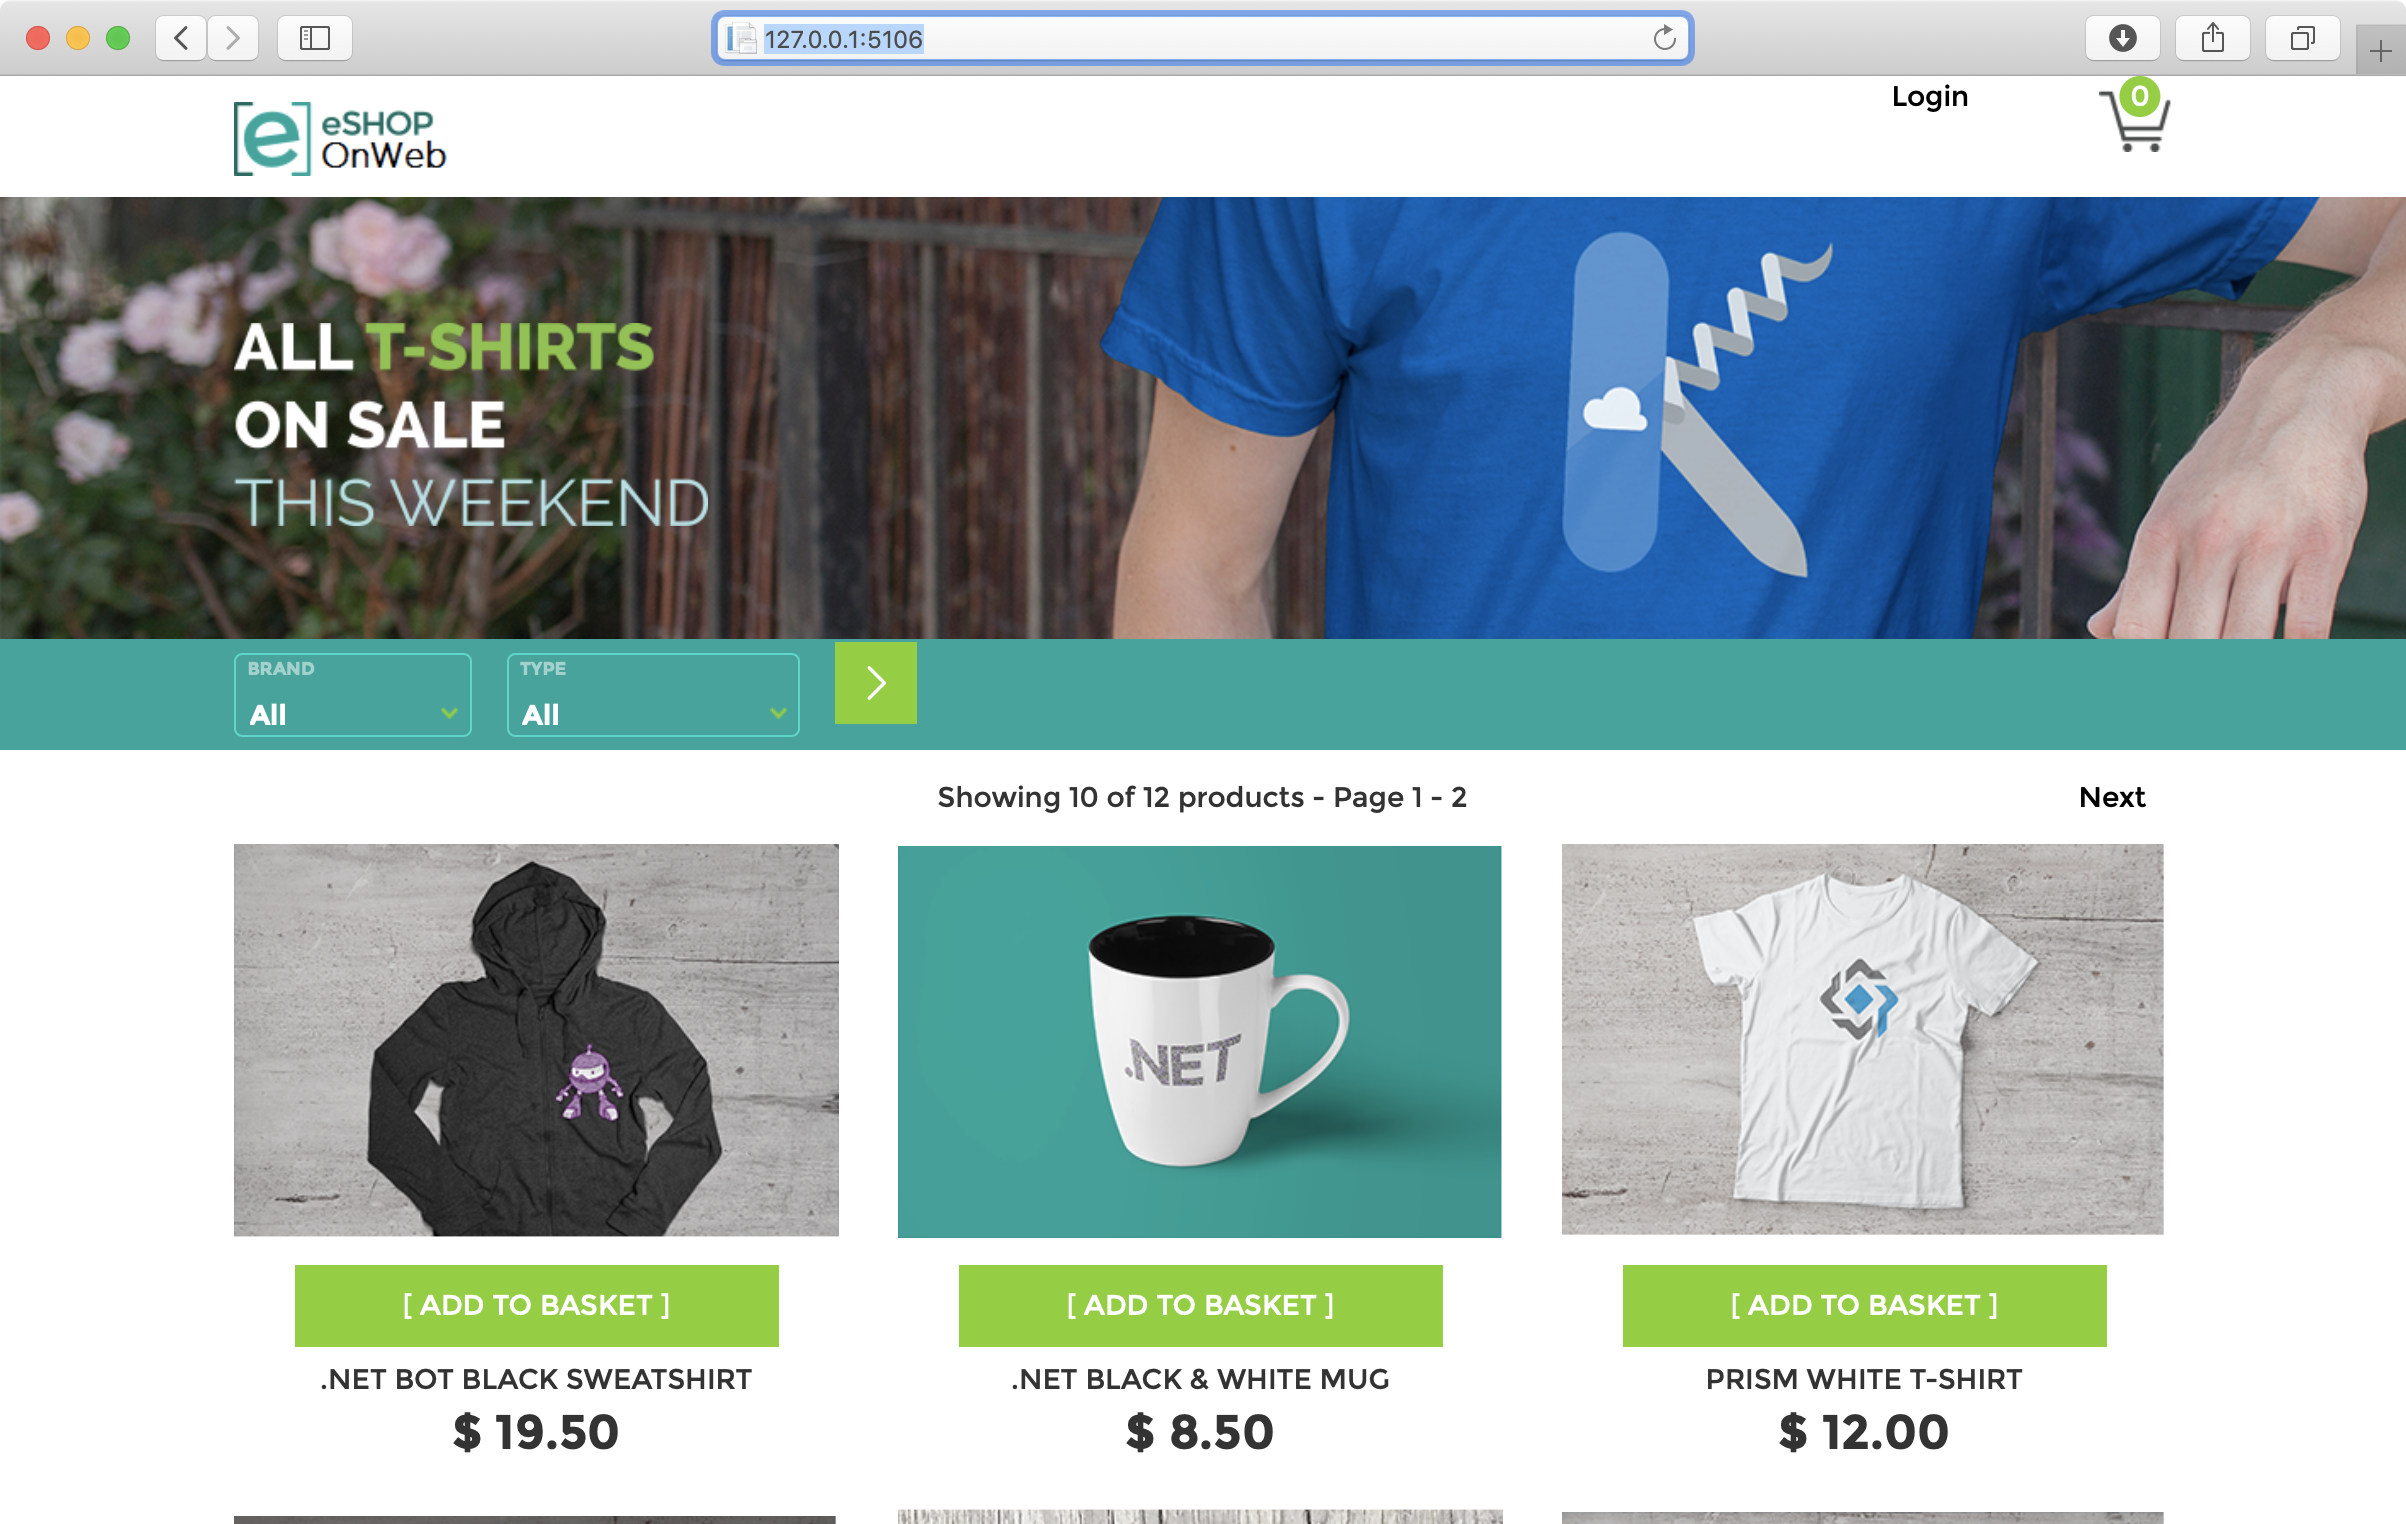 127.0.0.1:5106
Login
0
[e] eSHOP
OnWeb
ALL T-SHIRTS
ON SALE
THIS WEEKEND
BRAND
All
TYPE
All
Showing 10 of 12 products - Page 1 - 2
Next
.NET
[ ADD TO BASKET ]
[ ADD TO BASKET ]
[ ADD TO BASKET ]
.NET BOT BLACK SWEATSHIRT
.NET BLACK & WHITE MUG
PRISM WHITE T-SHIRT
$ 19.50
$ 8.50
$ 12.00